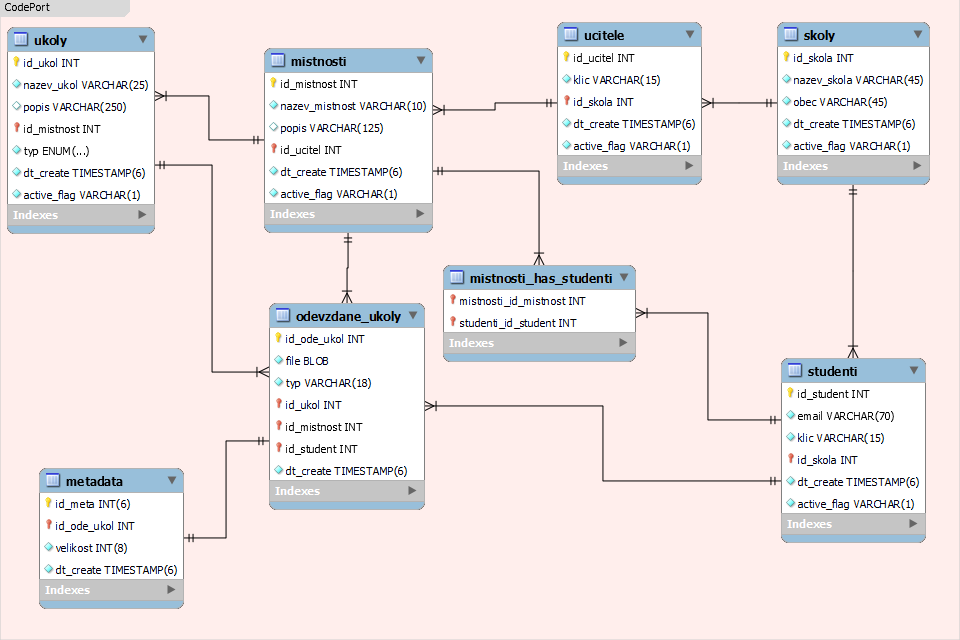 CodePort
ukoly
id_ukol INT
nazev_ukol VARCHAR(25)
popis VARCHAR(250)
id_mistnost INT
typ ENUM(...)
dt_create TIMESTAMP(6)
active_flag VARCHAR(1)
Indexes
mistnosti
id_mistnost INT
nazev_mistnost VARCHAR(10)
popis VARCHAR(125)
id_ucitel INT
dt_create TIMESTAMP(6)
active_flag VARCHAR(1)
Indexes
ucitele
id_ucitel INT
klic VARCHAR(15)
id_skola INT
dt_create TIMESTAMP(6)
active_flag VARCHAR(1)
Indexes
skoly
id_skola INT
nazev_skola VARCHAR(45)
obec VARCHAR(45)
dt_create TIMESTAMP(6)
active_flag VARCHAR(1)
Indexes
mistnosti_has_studenti
mistnosti_id_mistnost INT
studenti_id_student INT
Indexes
odevzdane_ukoly
id_ode_ukol INT
file BLOB
typ VARCHAR(18)
id_ukol INT
id_mistnost INT
id_student INT
dt_create TIMESTAMP(6)
Indexes
studenti
id_student INT
email VARCHAR(70)
klic VARCHAR(15)
id_skola INT
dt_create TIMESTAMP(6)
active_flag VARCHAR(1)
Indexes
metadata
id_meta INT(6)
id_ode_ukol INT
velikost INT(8)
dt_create TIMESTAMP(6)
Indexes